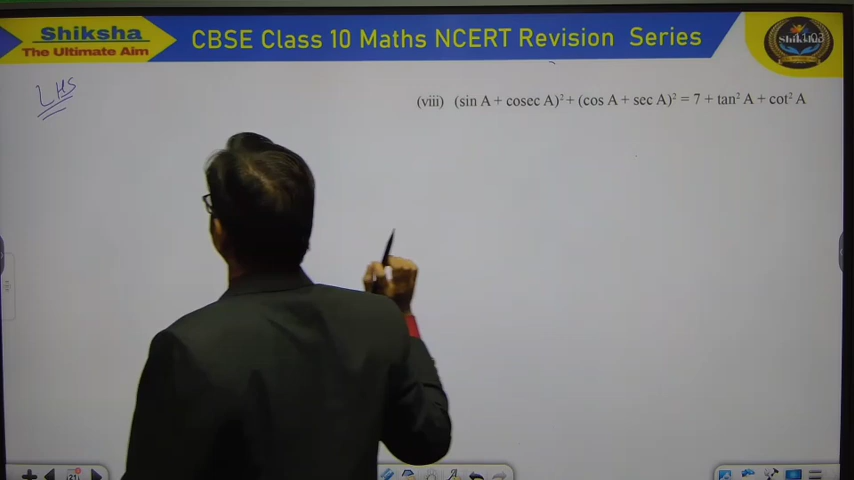 Shiksha
The Ultimate Aim
CBSE Class 10 Maths NCERT Revision Series
LHS
(viii) (sin A + cosec A)² + (cos A + sec A)² = 7 + tan² A + cot² A